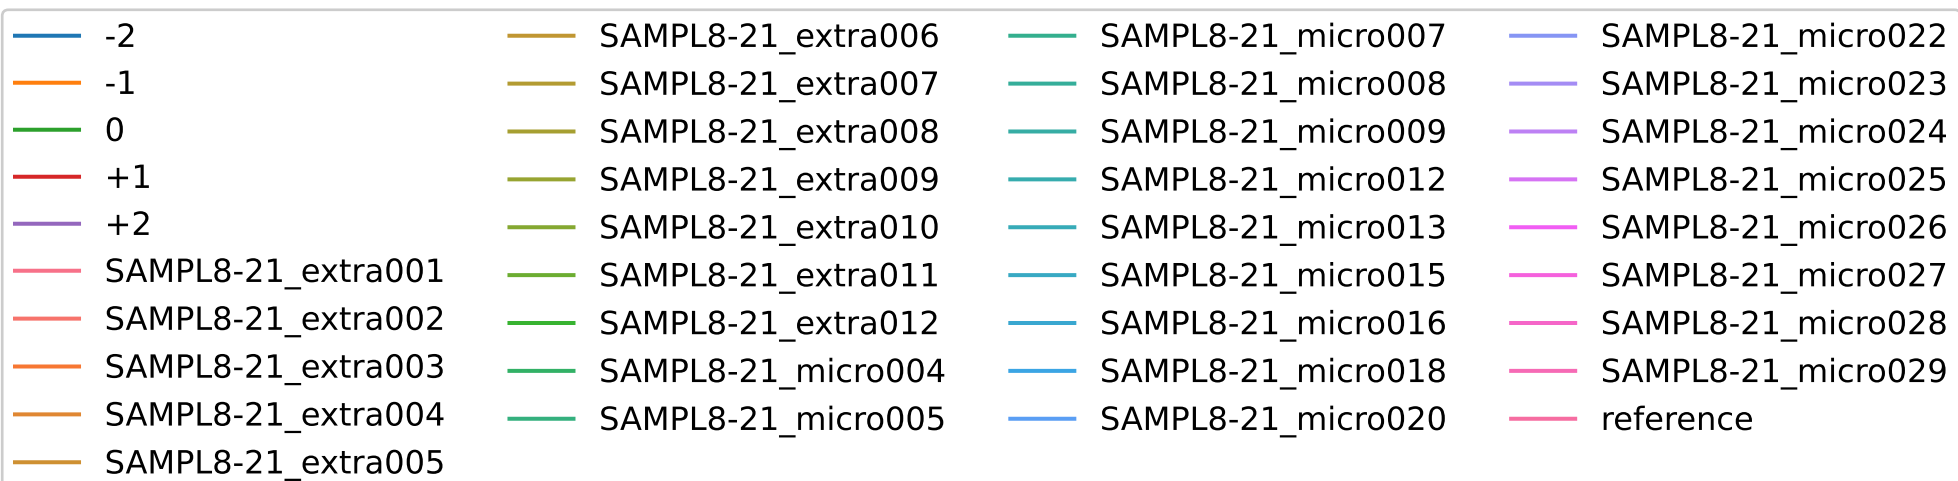 -2
-1
0
+1
+2
SAMPL8-21_extra001
SAMPL8-21_extra002
SAMPL8-21_extra003
SAMPL8-21_extra004
SAMPL8-21_extra005
SAMPL8-21_extra006
SAMPL8-21_extra007
SAMPL8-21_extra008
SAMPL8-21_extra009
SAMPL8-21_extra010
SAMPL8-21_extra011
SAMPL8-21_extra012
SAMPL8-21_micro004
SAMPL8-21_micro005
SAMPL8-21_micro007
SAMPL8-21_micro008
SAMPL8-21_micro009
SAMPL8-21_micro012
SAMPL8-21_micro013
SAMPL8-21_micro015
SAMPL8-21_micro016
SAMPL8-21_micro018
SAMPL8-21_micro020
SAMPL8-21_micro022
SAMPL8-21_micro023
SAMPL8-21_micro024
SAMPL8-21_micro025
SAMPL8-21_micro026
SAMPL8-21_micro027
SAMPL8-21_micro028
SAMPL8-21_micro029
reference